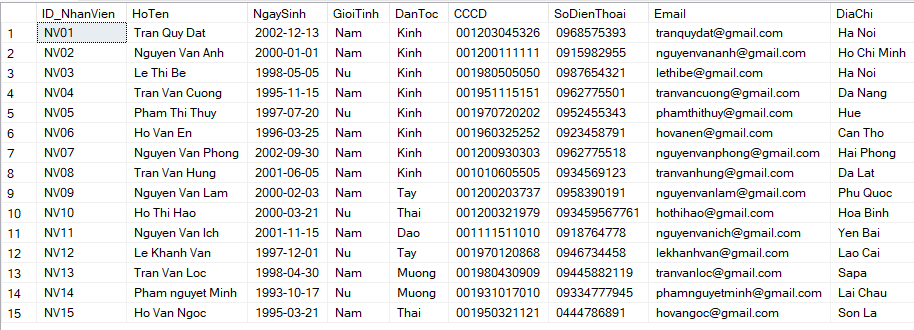 ID_NhanVien HoTen NgaySinh GioiTinh DanToc CCCD SoDienThoai Email DiaChi
1 NV01 Tran Quy Dat 2002-12-13 Nam Kinh 001203045326 0968575393 tranquydat@gmail.com Ha Noi
2 NV02 Nguyen Van Anh 2000-01-01 Nam Kinh 001200111111 0915982955 nguyenvananh@gmail.com Ho Chi Minh
3 NV03 Le Thi Be 1998-05-05 Nu Kinh 001980505050 0987654321 lethibe@gmail.com Ha Noi
4 NV04 Tran Van Cuong 1995-11-15 Nam Kinh 001951115151 0962775501 tranvancuong@gmail.com Da Nang
5 NV05 Pham Thi Thuy 1997-07-20 Nu Kinh 001970720202 0952455343 phamthithuy@gmail.com Hue
6 NV06 Ho Van En 1996-03-25 Nam Kinh 001960325252 0923458791 hovanen@gmail.com Can Tho
7 NV07 Nguyen Van Phong 2002-09-30 Nam Kinh 001200930303 0962775518 nguyenvanphong@gmail.com Hai Phong
8 NV08 Tran Van Hung 2001-06-05 Nam Kinh 001010605505 0934569123 tranvanhung@gmail.com Da Lat
9 NV09 Nguyen Van Lam 2000-02-03 Nam Tay 001200203737 0958390191 nguyenvanlam@gmail.com Phu Quoc
10 NV10 Ho Thi Hao 2000-03-21 Nu Thai 001200321979 093459567761 hothihao@gmail.com Hoa Binh
11 NV11 Nguyen Van Ich 2001-11-15 Nam Dao 001111511010 0918764778 nguyenvanich@gmail.com Yen Bai
12 NV12 Le Khanh Van 1997-12-01 Nu Tay 001970120868 0946734458 lekhanhvan@gmail.com Lao Cai
13 NV13 Tran Van Loc 1998-04-30 Nam Muong 001980430909 09445882119 tranvanloc@gmail.com Sapa
14 NV14 Pham nguyet Minh 1993-10-17 Nu Muong 001931017010 09334777945 phamnguyetminh@gmail.com Lai Chau
15 NV15 Ho Van Ngoc 1995-03-21 Nam Thai 001950321121 0444786891 hovangoc@gmail.com Son La